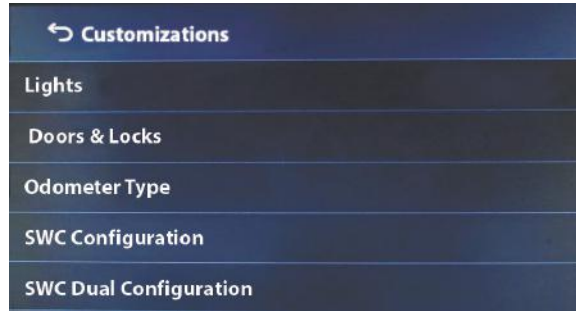 Customizations
Lights
Doors & Locks
Odometer Type
SWC Configuration
SWC Dual Configuration